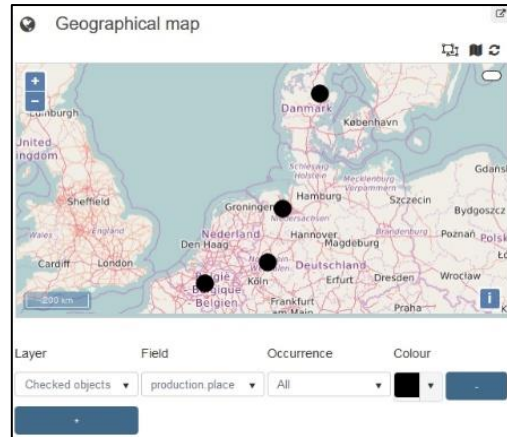 Geographical map
+
−
Danmark
København
Edinburgh
United
Kingdom
Schleswig
Holstein
Mecklenburg
Vorpommern
Gdańs
Sheffield
Groningen
Hamburg
Szczecin
Bydgoszcz
Niedersachsen
Wales
England
Nederland
Hannover
Brandenburg
Poznań
Polsk
Den Haag
Magdeburg
Cardiff
London
België
Belgique
Belgien
Köln
Deutschland
Erfurt
Dresden
Wrocław
Frankfurt
am Main
Praha
200 km
i
Layer
Field
Occurrence
Colour
Checked objects
production.place
All
-
+